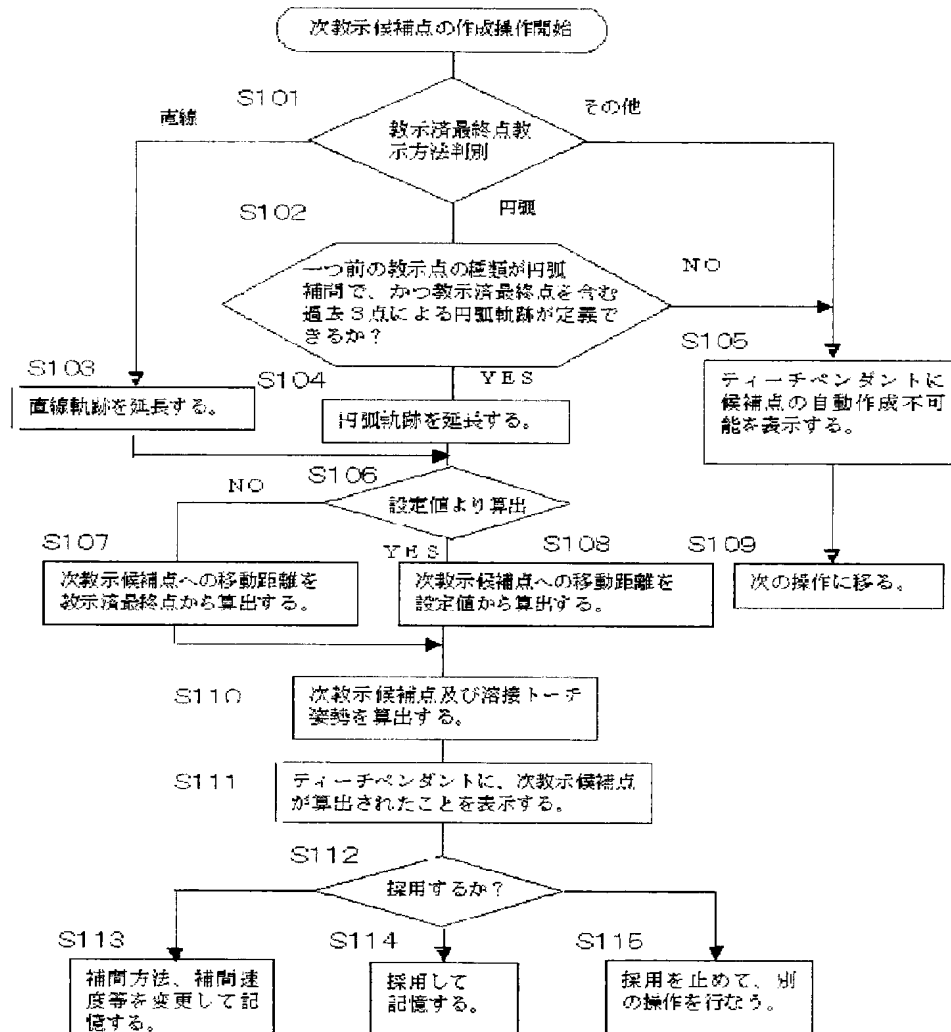 次教示候補点の作成操作開始
S101
直線
その他
教示済最終点教
示方法判別
S102
円弧
一つ前の教示点の種類が円弧
補間で、かつ教示済最終点を含む
過去3点による円弧軌跡が定義で
きるか?
NO
S103
直線軌跡を延長する。
S104
YES
円弧軌跡を延長する。
S105
ティーチペンダントに
候補点の自動作成不可
能を表示する。
S106
NO
設定値より算出
S107
次教示候補点への移動距離を
教示済最終点から算出する。
YES
S108
次教示候補点への移動距離を
設定値から算出する。
S109
次の操作に移る。
S110
次教示候補点及び溶接トーチ
姿勢を算出する。
S111
ティーチペンダントに、次教示候補点
が算出されたことを表示する。
S112
採用するか?
S113
補間方法、補間速
度等を変更して記
憶する。
S114
採用して
記憶する。
S115
採用を止めて、別
の操作を行なう。